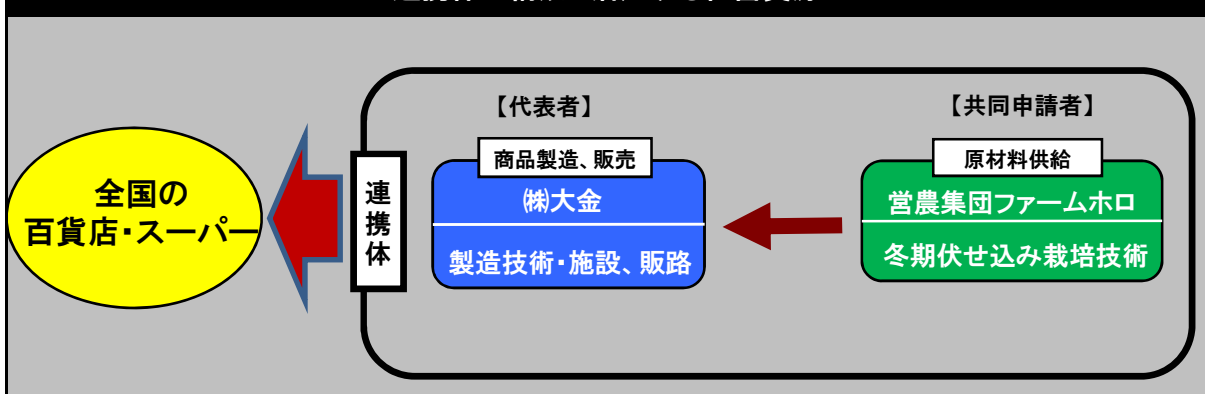 【代表者】
【共同申請者】
商品製造、販売
原材料供給
全国の
百貨店・スーパー
連携体
㈱大金
製造技術・施設、販路
営農集団ファームホロ
冬期伏せ込み栽培技術